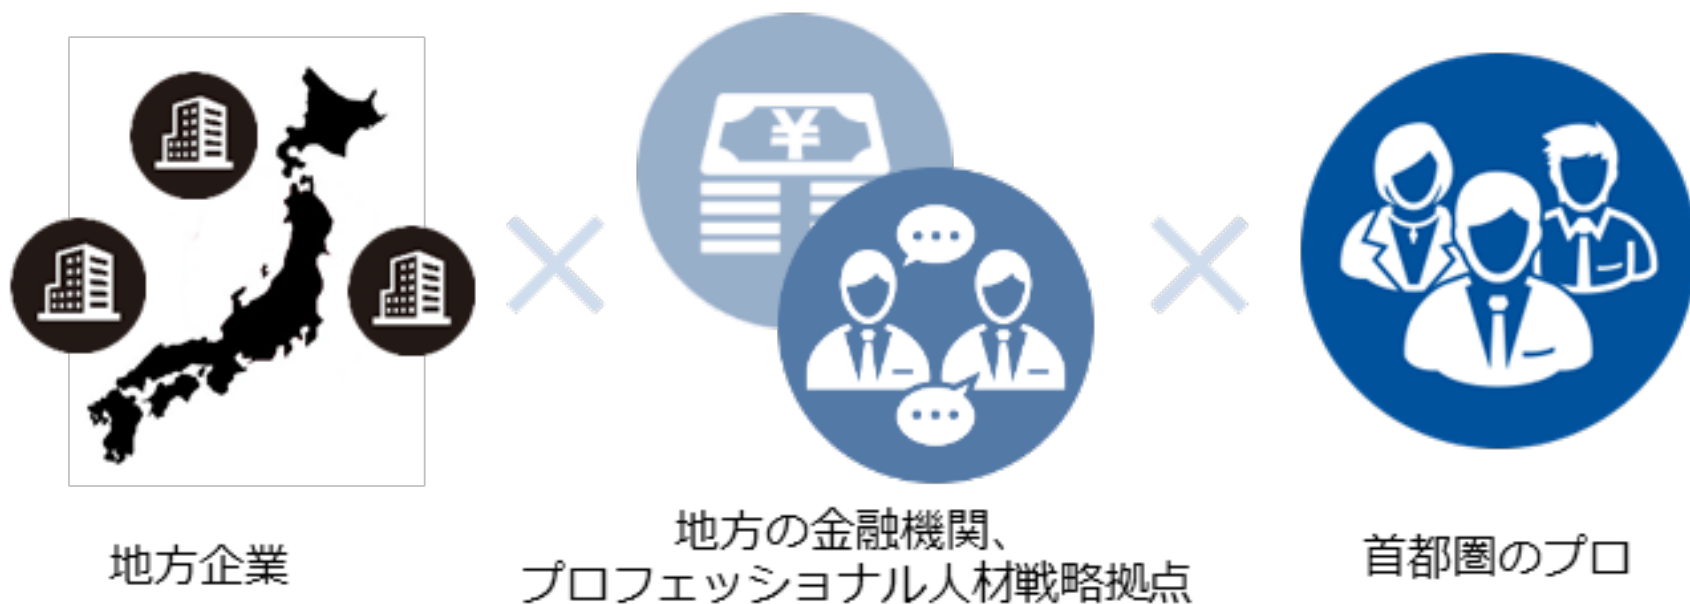 地方企業
地方の金融機関、
プロフェッショナル人材戦略拠点
首都圏のプロ